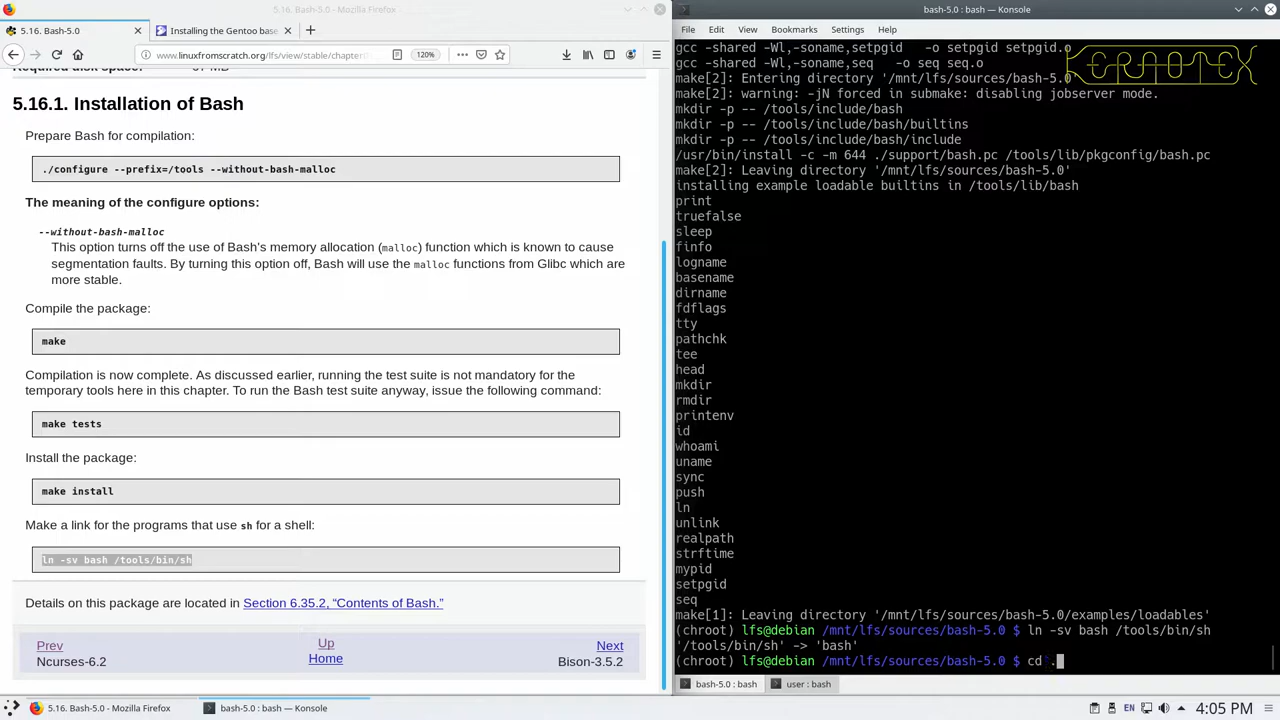 5.16. Bash-5.0 - Mozilla Firefox
5.16. Bash-5.0
Installing the Gentoo base
www.linuxfromscratch.org/lfs/view/stable/chapter0
120%
5.16.1. Installation of Bash
Prepare Bash for compilation:
./configure --prefix=/tools --without-bash-malloc
The meaning of the configure options:
--without-bash-malloc
This option turns off the use of Bash's memory allocation (malloc) function which is known to cause
segmentation faults. By turning this option off, Bash will use the malloc functions from Glibc which are
more stable.
Compile the package:
make
Compilation is now complete. As discussed earlier, running the test suite is not mandatory for the
temporary tools here in this chapter. To run the Bash test suite anyway, issue the following command:
make tests
Install the package:
make install
Make a link for the programs that use sh for a shell:
ln -sv bash /tools/bin/sh
Details on this package are located in Section 6.35.2, “Contents of Bash.”
Prev
Up
Next
Ncurses-6.2
Home
Bison-3.5.2
bash-5.0 : bash — Konsole
File Edit View Bookmarks Settings Help
gcc -shared -Wl,-soname,setpgid -o setpgid setpgid.o
gcc -shared -Wl,-soname,seq -o seq seq.o
make[2]: Entering directory '/mnt/lfs/sources/bash-5.0'
make[2]: warning: -jN forced in submake: disabling jobserver mode.
mkdir -p -- /tools/include/bash
mkdir -p -- /tools/include/bash/builtins
mkdir -p -- /tools/include/bash/include
/usr/bin/install -c -m 644 ./support/bash.pc /tools/lib/pkgconfig/bash.pc
make[2]: Leaving directory '/mnt/lfs/sources/bash-5.0'
installing example loadable builtins in /tools/lib/bash
print
truefalse
sleep
finfo
logname
basename
dirname
fdflags
tty
pathchk
tee
head
mkdir
rmdir
printenv
id
whoami
uname
sync
push
ln
unlink
realpath
strftime
mypid
setpgid
seq
make[1]: Leaving directory '/mnt/lfs/sources/bash-5.0/examples/loadables'
(chroot) lfs@debian /mnt/lfs/sources/bash-5.0 $ ln -sv bash /tools/bin/sh
'/tools/bin/sh' -> 'bash'
(chroot) lfs@debian /mnt/lfs/sources/bash-5.0 $ cd .
bash-5.0 : bash
user : bash
5.16. Bash-5.0 - Mozilla Firefox
bash-5.0 : bash — Konsole
EN
4:05 PM